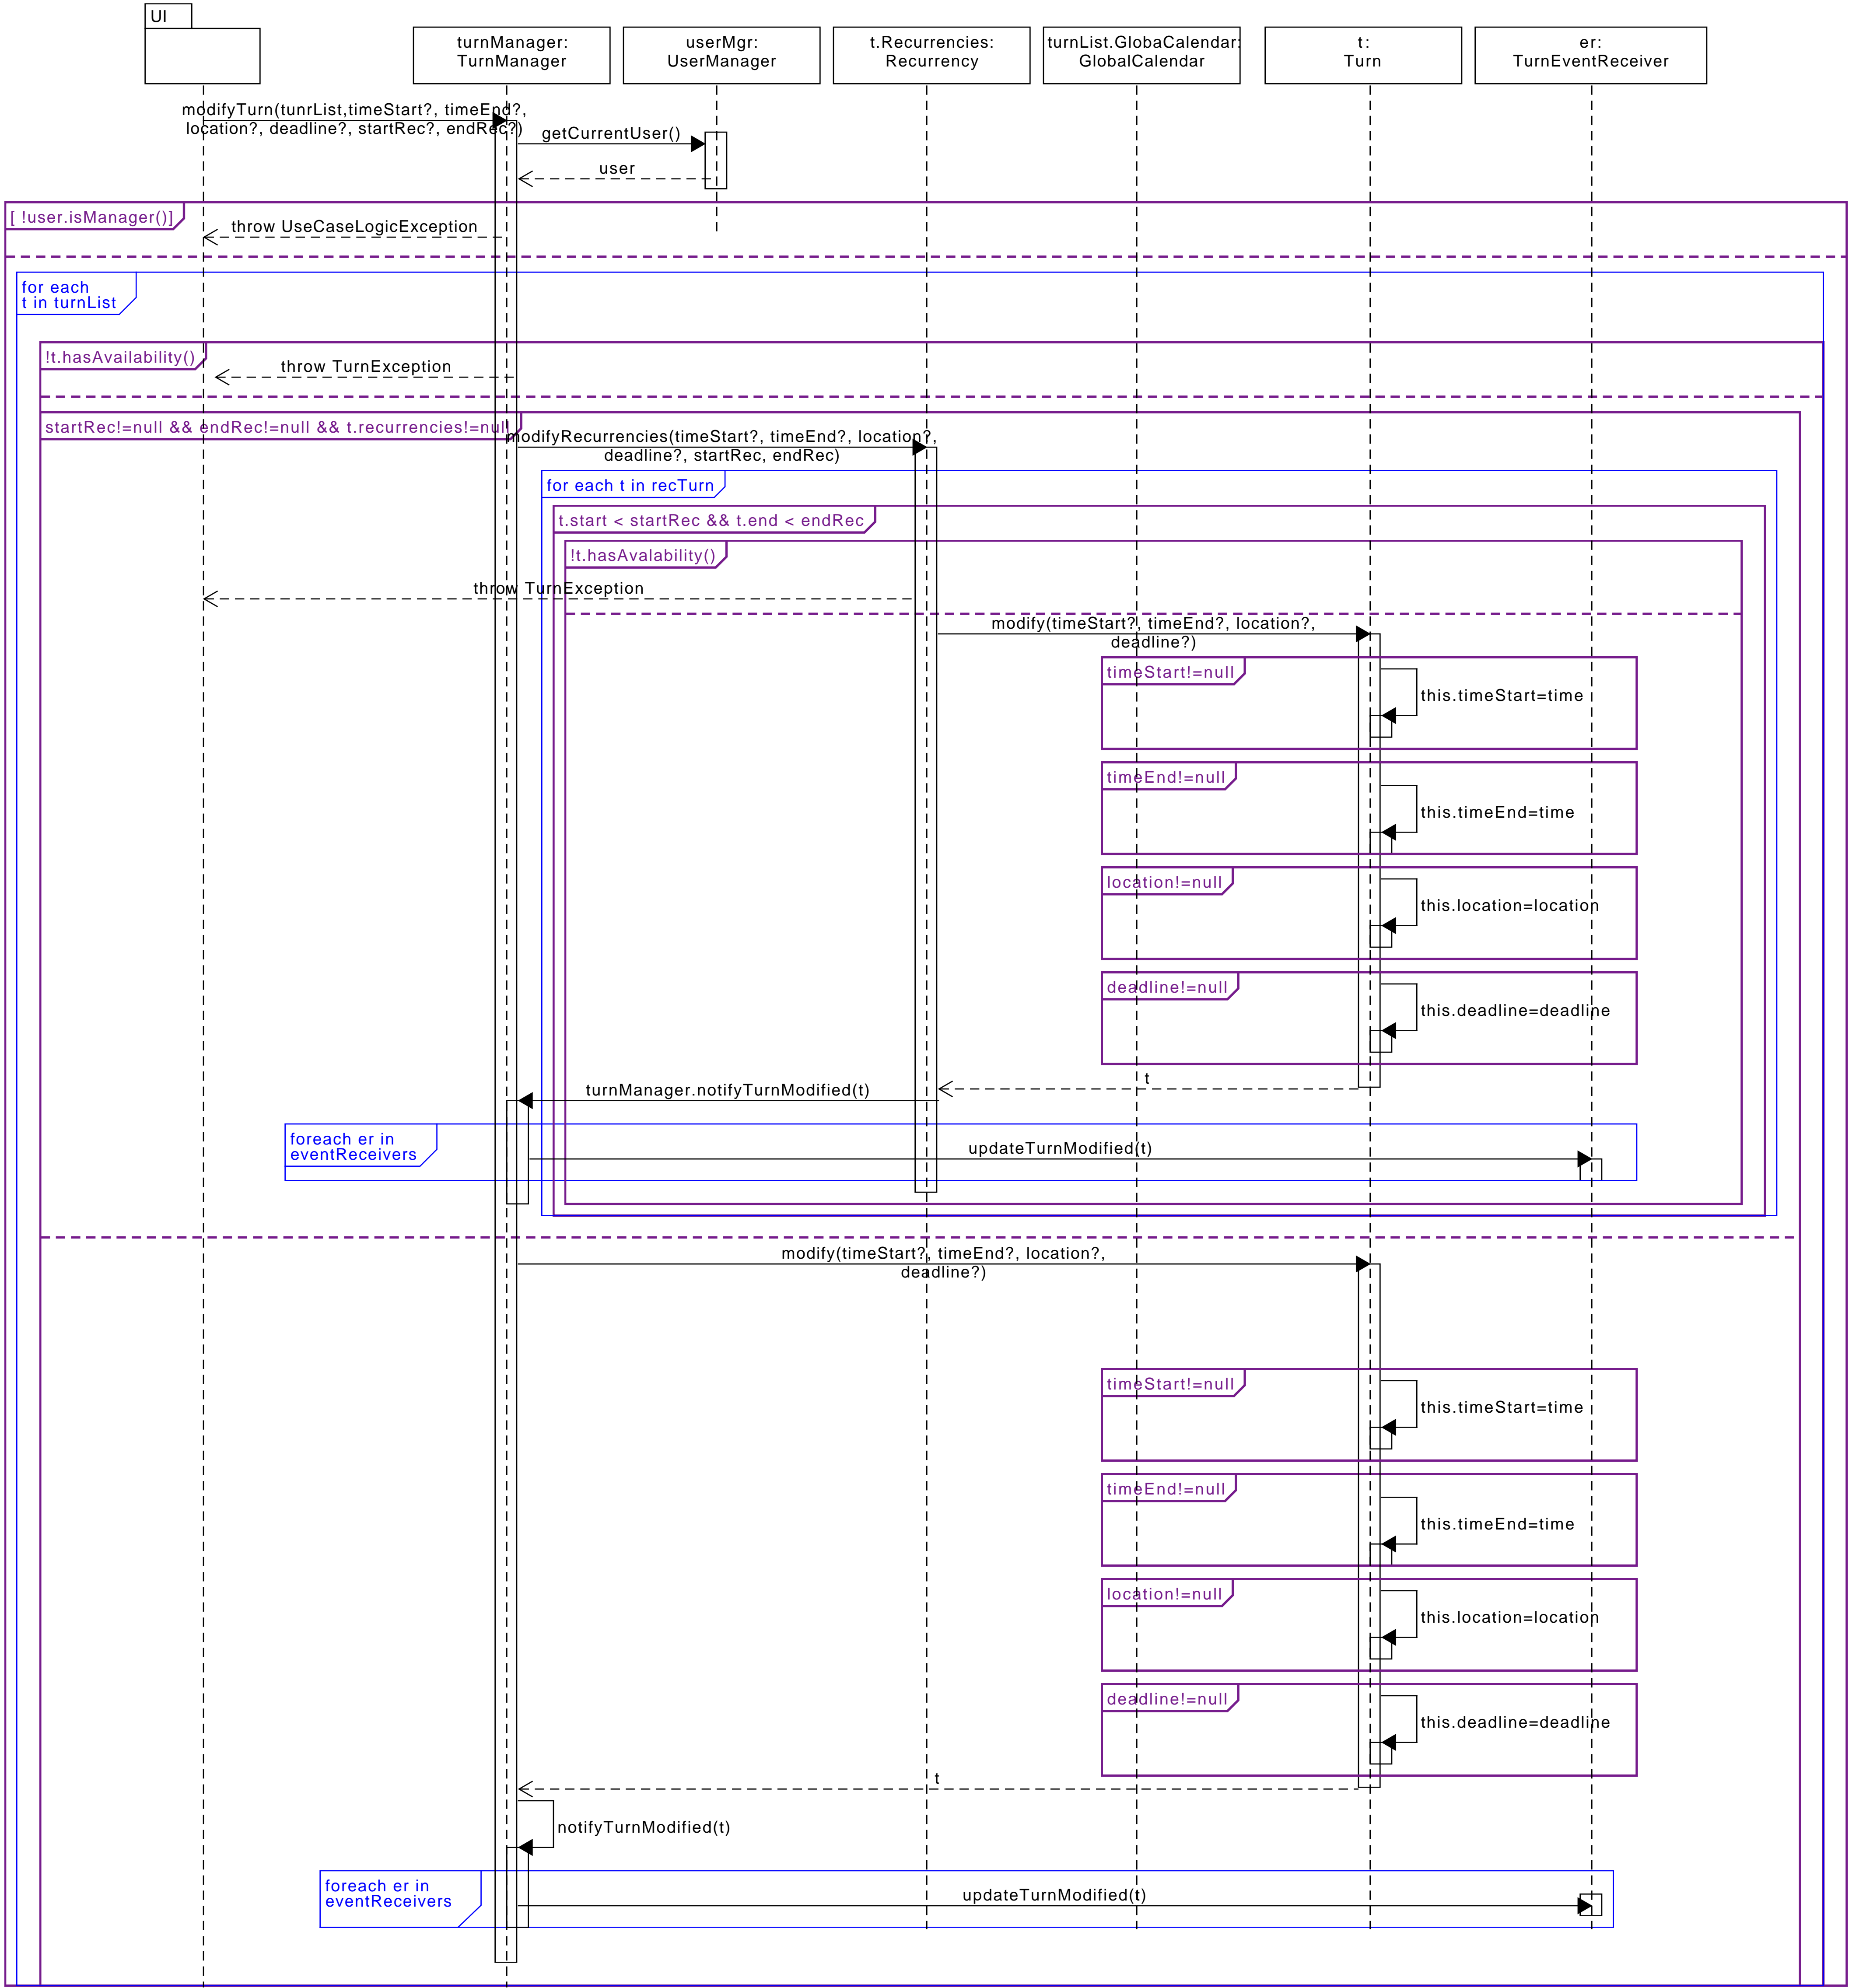 UI
turnManager:
TurnManager
userMgr:
UserManager
t.Recurrencies:
Recurrency
turnList.GlobaCalendar:
GlobalCalendar
t:
Turn
er:
TurnEventReceiver
modifyTurn(tunrList,timeStart?, timeEnd?,
location?, deadline?, startRec?, endRec?)
getCurrentUser()
user
[ !user.isManager()]
throw UseCaseLogicException
for each
t in turnList
!t.hasAvailability()
throw TurnException
startRec!=null && endRec!=null && t.recurrencies!=null
modifyRecurrencies(timeStart?, timeEnd?, location?,
deadline?, startRec, endRec)
for each t in recTurn
t.start < startRec && t.end < endRec
!t.hasAvalability()
throw TurnException
modify(timeStart?, timeEnd?, location?,
deadline?)
timeStart!=null
this.timeStart=time
timeEnd!=null
this.timeEnd=time
location!=null
this.location=location
deadline!=null
this.deadline=deadline
t
turnManager.notifyTurnModified(t)
foreach er in
eventReceivers
updateTurnModified(t)
modify(timeStart?, timeEnd?, location?,
deadline?)
timeStart!=null
this.timeStart=time
timeEnd!=null
this.timeEnd=time
location!=null
this.location=location
deadline!=null
this.deadline=deadline
t
notifyTurnModified(t)
foreach er in
eventReceivers
updateTurnModified(t)